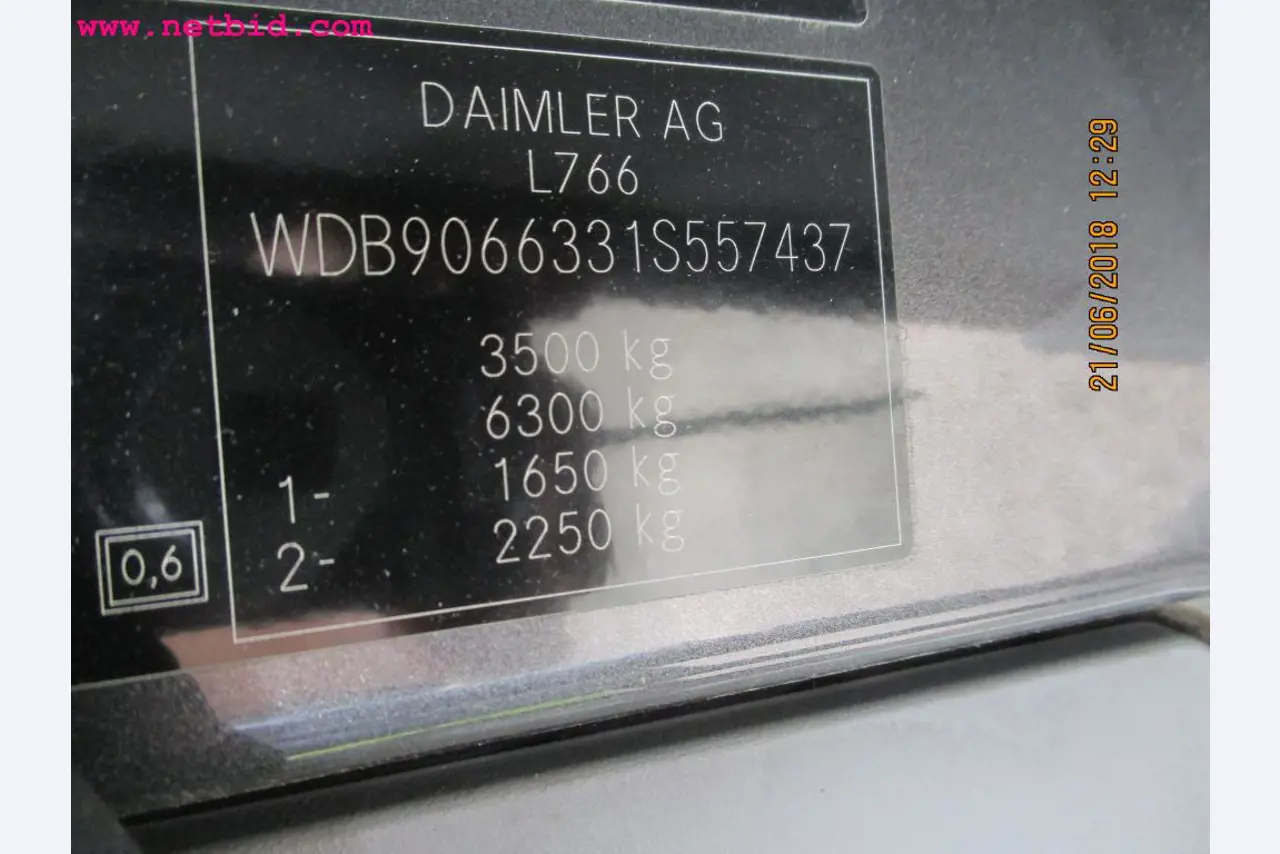 www.netbid.com
DAIMLER AG
L766
WDB9066331S557437
3500 kg
6300 kg
1- 1650 kg
2- 2250 kg
0,6
21/06/2018 12:29